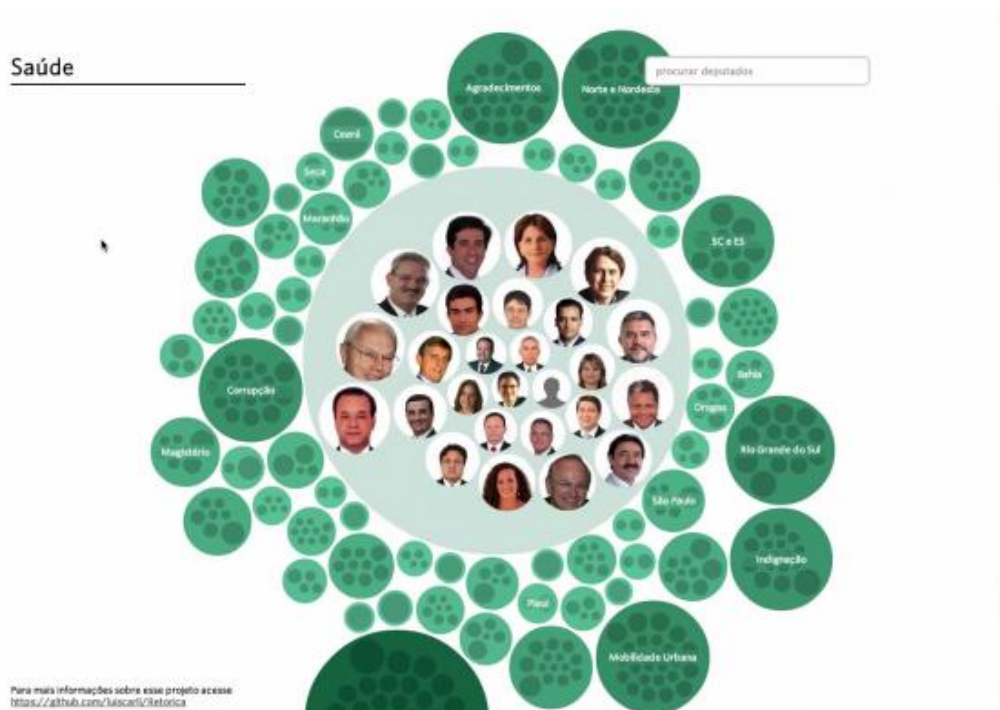 Saúde
procurar deputados
Agradecimentos
Norte e Nordeste
Ceará
Seca
Maranhão
SC e ES
Bahia
Corrupção
Drogas
Magistério
Rio Grande do Sul
São Paulo
Indignação
Piauí
Mobilidade Urbana
Para mais informações sobre esse projeto acesse
https://github.com/luiscarli/Retorica